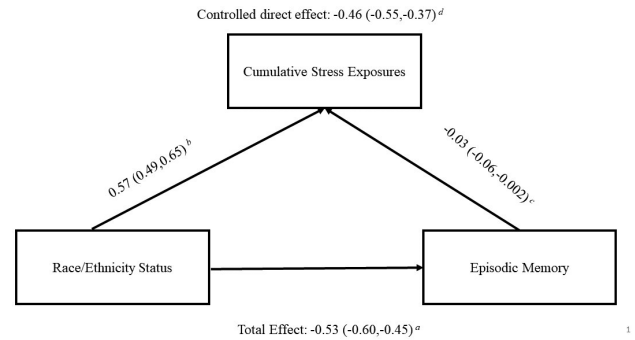 Controlled direct effect: -0.46 (-0.55,-0.37) d
Cumulative Stress Exposures
0.57 (0.49,0.65) b
-0.03 (-0.06,-0.002) c
Race/Ethnicity Status
Episodic Memory
Total Effect: -0.53 (-0.60,-0.45) a
1